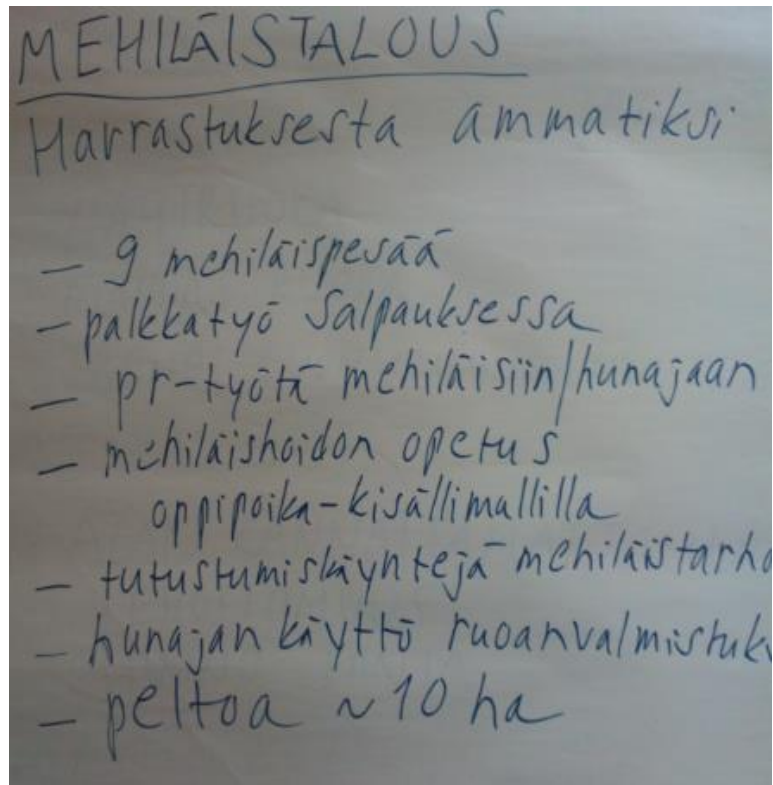 MEHILÄISTALOUS
Harrastuksesta ammatiksi
- 9 mehiläispesää
- palkkatyö Salpauksessa
- pr-työtä mehiläisiin/hunajaan
- mehiläishoidon opetus
oppipoika-kisällimallilla
- tutustumiskäyntejä mehiläistarho
- hunajan käyttö ruoanvalmistuks
- peltoa ~10 ha